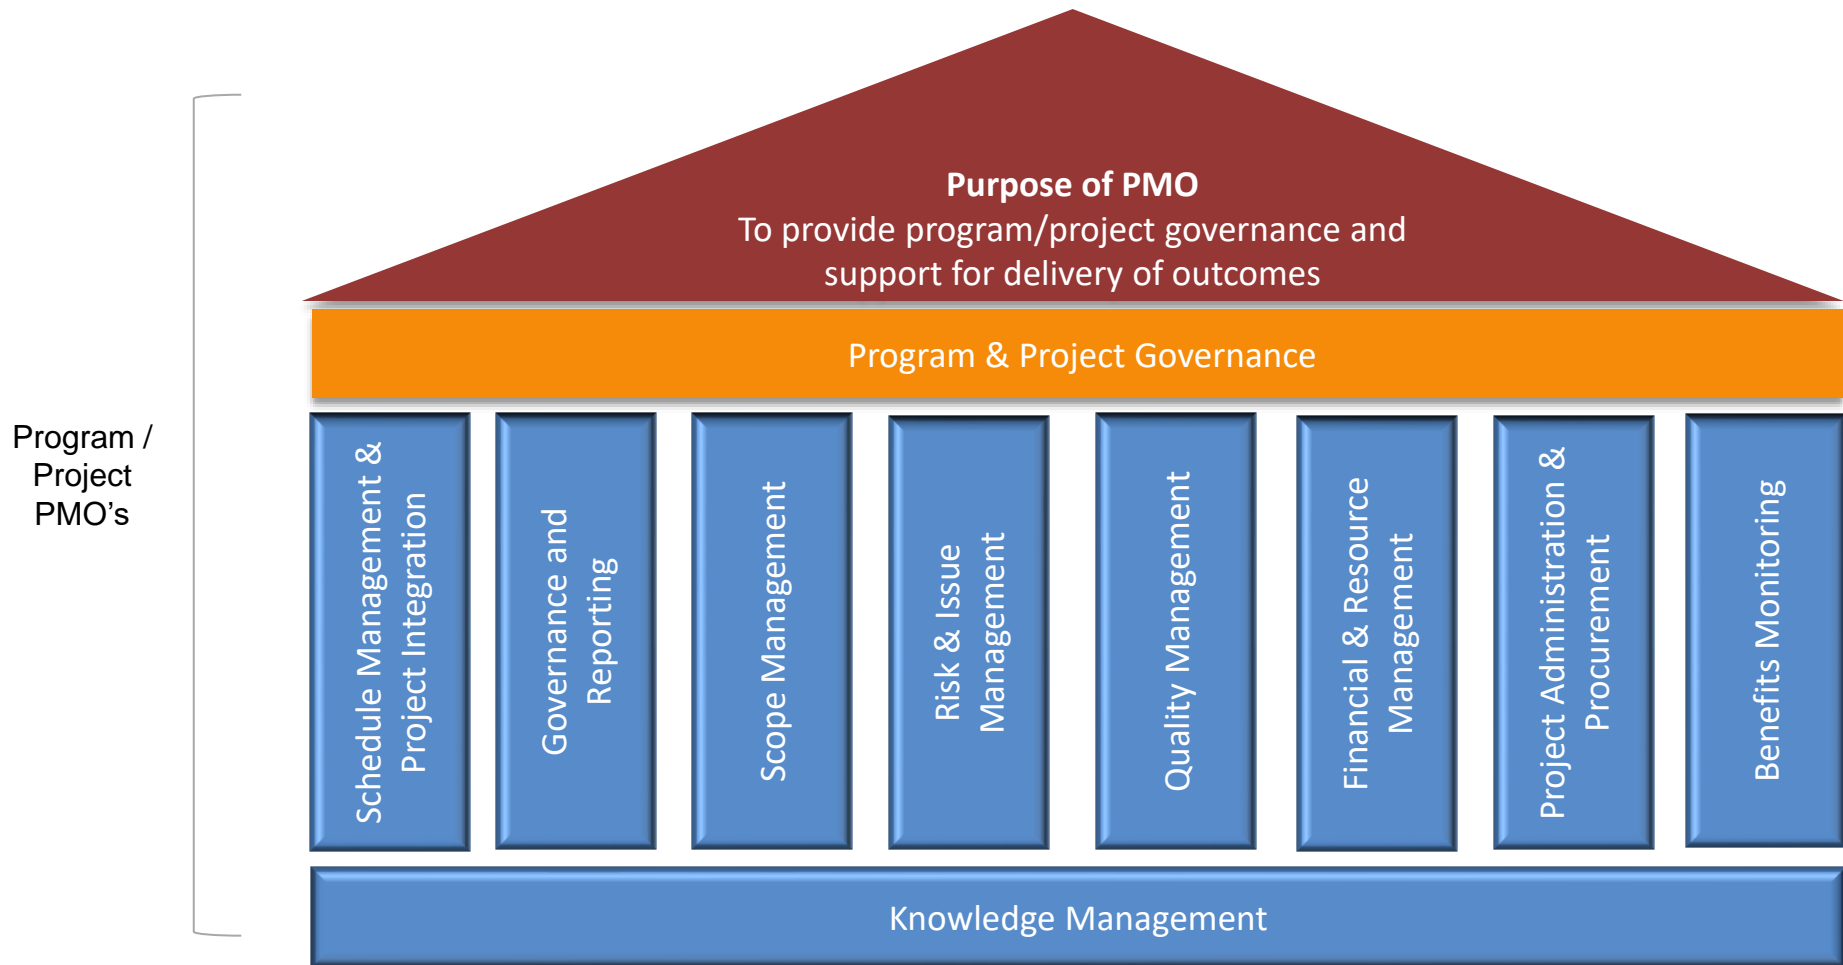 Purpose of PMO
To provide program/project governance and
support for delivery of outcomes
Program & Project Governance
Program /
Project
PMO’s
Schedule Management &
Project Integration
Governance and
Reporting
Scope Management
Risk & Issue
Management
Quality Management
Financial & Resource
Management
Project Administration &
Procurement
Benefits Monitoring
Knowledge Management